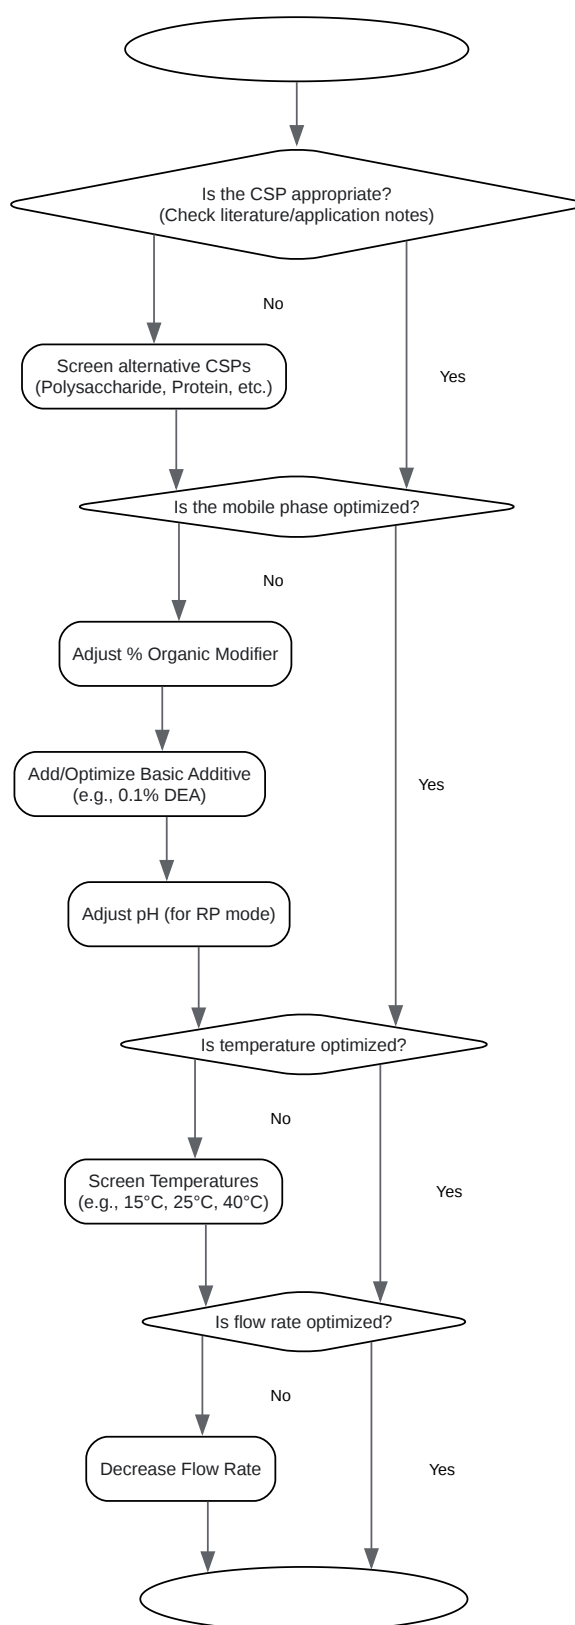 Is the CSP appropriate?
(Check literature/application notes)
No
Screen alternative CSPs
(Polysaccharide, Protein, etc.)
Yes
Is the mobile phase optimized?
No
Adjust % Organic Modifier
Add/Optimize Basic Additive
(e.g., 0.1% DEA)
Yes
Adjust pH (for RP mode)
Is temperature optimized?
No
Screen Temperatures
(e.g., 15°C, 25°C, 40°C)
Yes
Is flow rate optimized?
No
Decrease Flow Rate
Yes